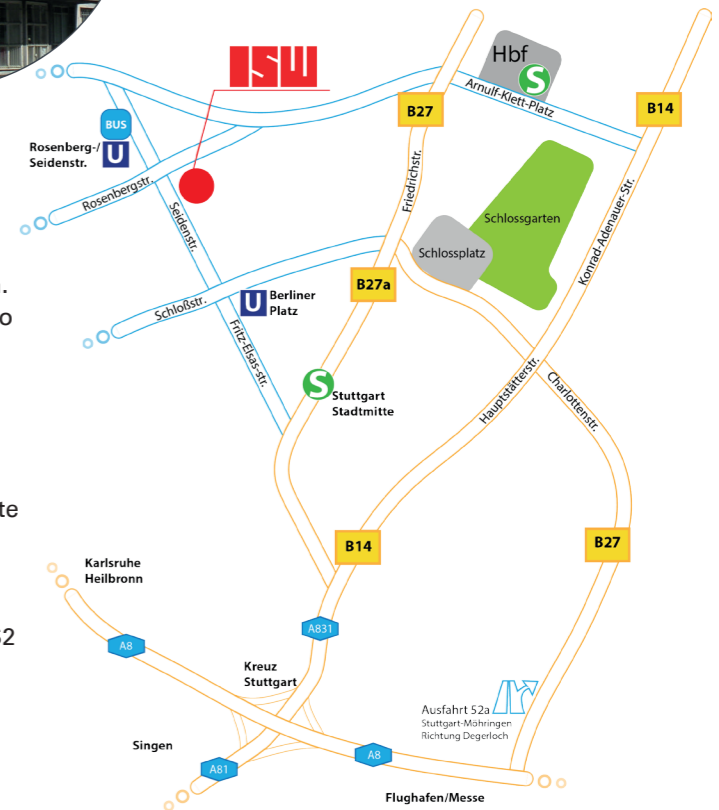 ISW
Hbf
S
Arnulf-Klett-Platz
B27
B14
BUS
Rosenberg-/
Seidenstr.
U
Rosenbergstr.
Seidenstr.
Friedrichstr.
Schlossgarten
Konrad-Adenauer-Str.
Schlossplatz
B27a
U
Berliner
Platz
Schloßstr.
Fritz-Elsas-str.
S
Stuttgart
Stadtmitte
Hauptstätterstr.
Charlottenstr.
B14
B27
Karlsruhe
Heilbronn
A831
A8
Kreuz
Stuttgart
Ausfahrt 52a
Stuttgart-Möhringen
Richtung Degerloch
Singen
A81
A8
Flughafen/Messe